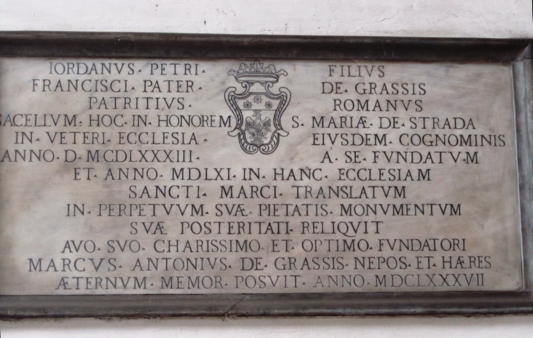 IORDANVS· PETRI· FILIVS
FRANCISCI· PATER· DE· GRASSIS
PATRITIVS· ROMANVS
SACELLVM· HOC· IN· HONOREM S· MARIÆ· DE· STRADA
IN· VETERI· ECCLESIA· EIVSDEM· COGNOMINIS
ANNO· D· MCDLXXXIII· A· SE· FVNDATVM
ET· ANNO· MDLXI· IN· HANC· ECCLESIAM
SANCTI· MARCI· TRANSLATVM
IN· PERPETVVM· SVÆ· PIETATIS· MONVMENTVM
SVÆ POSTERITATI· RELIQVIT
AVO· SVO· CHARISSIMO· ET· OPTIMO· FVNDATORI
MARCVS· ANTONIVS· DE· GRASSIS· NEPOS· ET· HÆRES
ÆTERNVM· MEMOR· POSVIT· ANNO· MDCLXXXVII